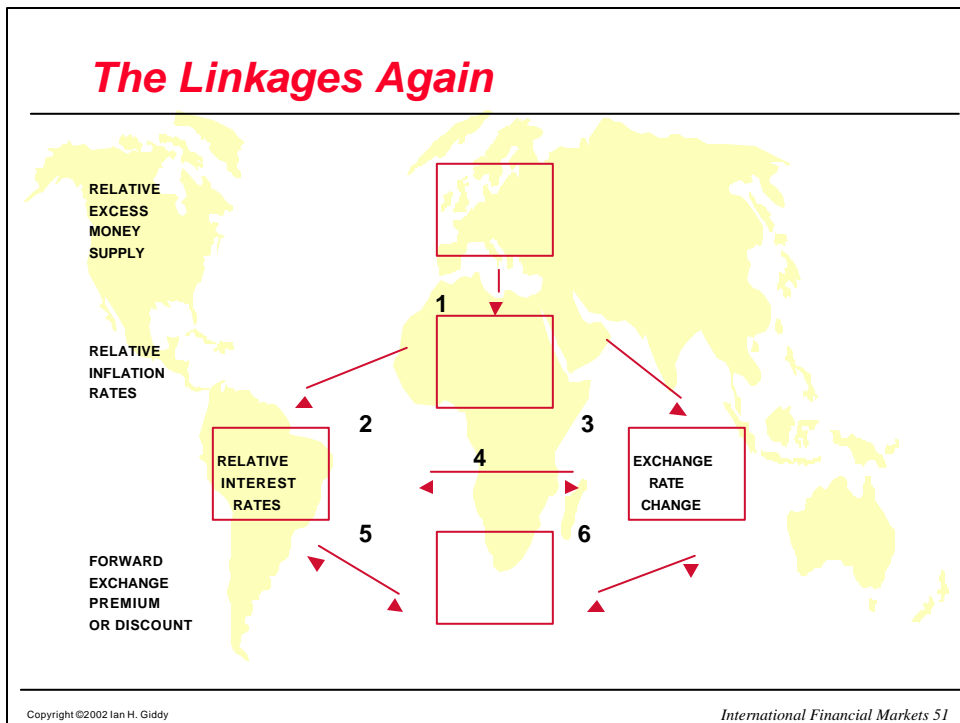 The Linkages Again
RELATIVE
EXCESS
MONEY
SUPPLY
1
RELATIVE
INFLATION
RATES
2
3
4
RELATIVE
INTEREST
RATES
EXCHANGE
RATE
CHANGE
5
6
FORWARD
EXCHANGE
PREMIUM
OR DISCOUNT
Copyright ©2002 Ian H. Giddy
International Financial Markets 51